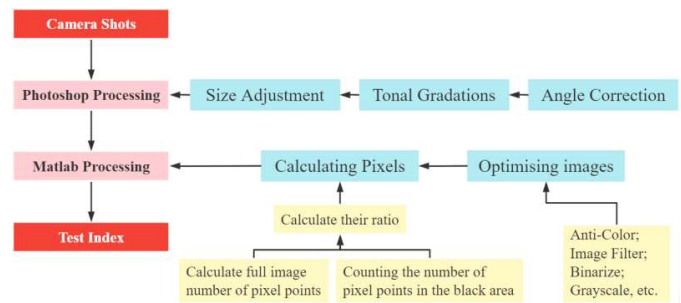 Camera Shots
Photoshop Processing
Size Adjustment
Tonal Gradations
Angle Correction
Matlab Processing
Calculating Pixels
Optimising images
Calculate their ratio
Test Index
Anti-Color;
Image Filter;
Binarize;
Grayscale, etc.
Calculate full image
number of pixel points
Counting the number of
pixel points in the black area